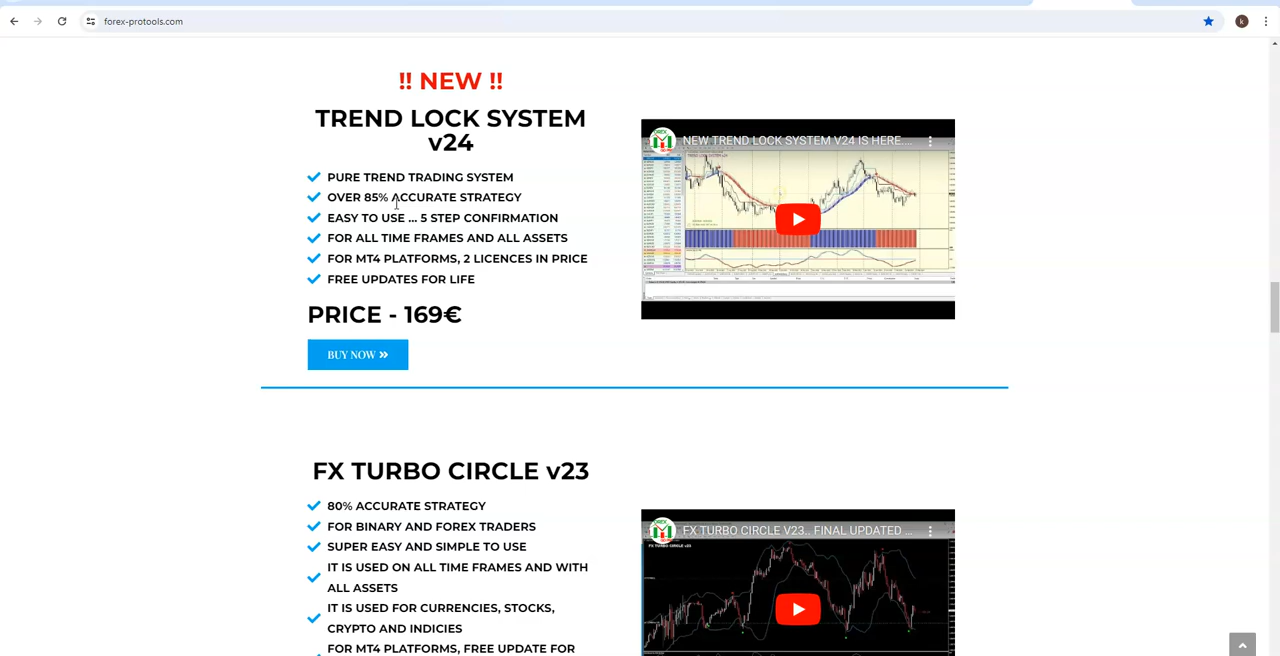 forex-protools.com
k
!! NEW !!
TREND LOCK SYSTEM
v24
PURE TREND TRADING SYSTEM
OVER 85% ACCURATE STRATEGY
EASY TO USE ... 5 STEP CONFIRMATION
FOR ALL TIME FRAMES AND ALL ASSETS
FOR MT4 PLATFORMS, 2 LICENCES IN PRICE
FREE UPDATES FOR LIFE
PRICE - 169€
BUY NOW »
NEW TREND LOCK SYSTEM V24 IS HERE....
FX TURBO CIRCLE v23
80% ACCURATE STRATEGY
FOR BINARY AND FOREX TRADERS
SUPER EASY AND SIMPLE TO USE
IT IS USED ON ALL TIME FRAMES AND WITH
ALL ASSETS
IT IS USED FOR CURRENCIES, STOCKS,
CRYPTO AND INDICIES
FOR MT4 PLATFORMS, FREE UPDATE FOR
FX TURBO CIRCLE V23.. FINAL UPDATED ...
FX TURBO CIRCLE v23